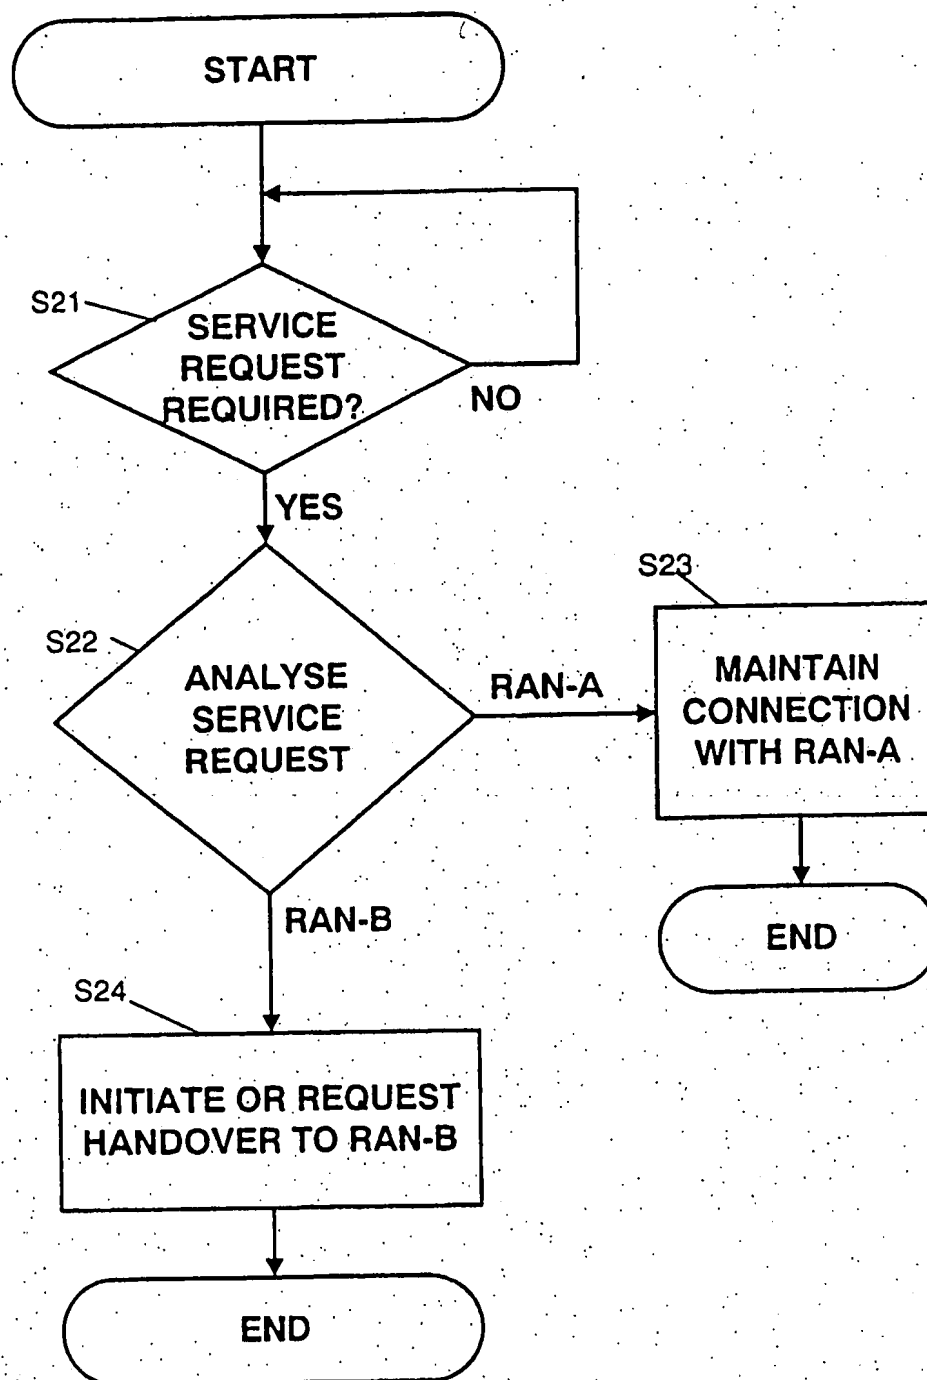 START
S21
SERVICE
REQUEST
REQUIRED?
NO
YES
S22
ANALYSE
SERVICE
REQUEST
RAN-A
S23
MAINTAIN
CONNECTION
WITH RAN-A
END
RAN-B
S24
INITIATE OR REQUEST
HANDOVER TO RAN-B
END